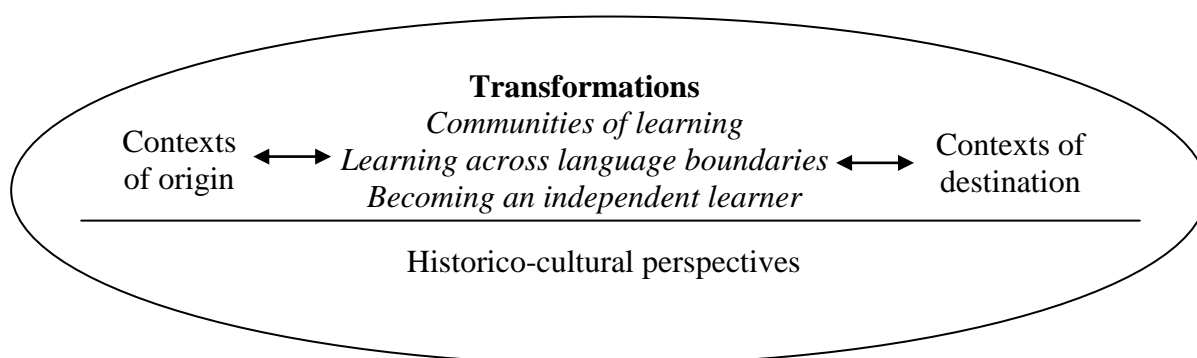 Transformations
Communities of learning
Contexts
of origin
Learning across language boundaries
Becoming an independent learner
Contexts of
destination
Historico-cultural perspectives